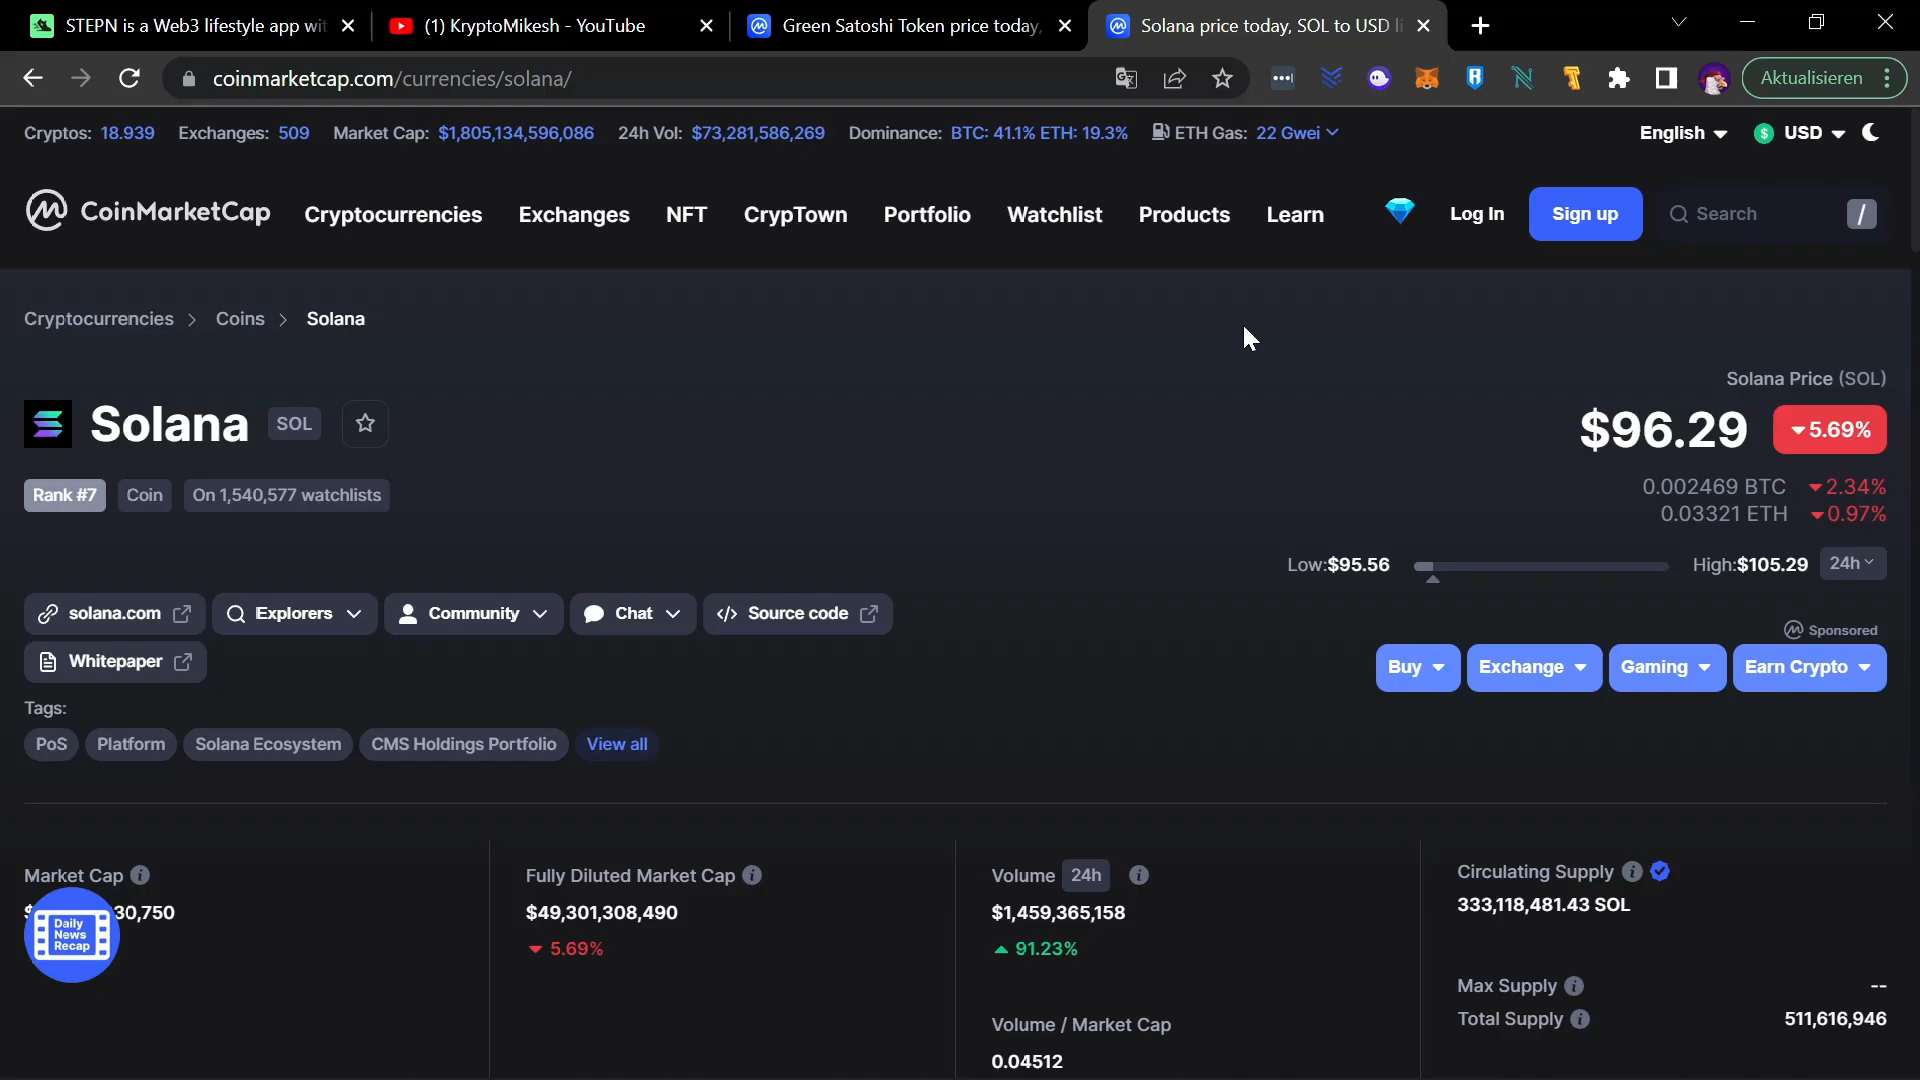 STEPN is a Web3 lifestyle app wit
(1) KryptoMikesh - YouTube
Green Satoshi Token price today,
Solana price today, SOL to USD li
coinmarketcap.com/currencies/solana/
Aktualisieren
Cryptos: 18.939 Exchanges: 509 Market Cap: $1,805,134,596,086 24h Vol: $73,281,586,269 Dominance: BTC: 41.1% ETH: 19.3% ETH Gas: 22 Gwei
English USD
CoinMarketCap Cryptocurrencies Exchanges NFT CrypTown Portfolio Watchlist Products Learn Log In Sign up Search /
Cryptocurrencies > Coins > Solana
Solana SOL
Rank #7 Coin On 1,540,577 watchlists
Solana Price (SOL)
$96.29 5.69%
0.002469 BTC 2.34%
0.03321 ETH 0.97%
Low:$95.56 High:$105.29 24h
solana.com Explorers Community Chat </> Source code
Whitepaper
Sponsored
Buy Exchange Gaming Earn Crypto
Tags:
PoS Platform Solana Ecosystem CMS Holdings Portfolio View all
Market Cap
30,750
Daily
News
Recap
Fully Diluted Market Cap
$49,301,308,490
5.69%
Volume 24h
$1,459,365,158
91.23%
Volume / Market Cap
0.04512
Circulating Supply
333,118,481.43 SOL
Max Supply --
Total Supply 511,616,946